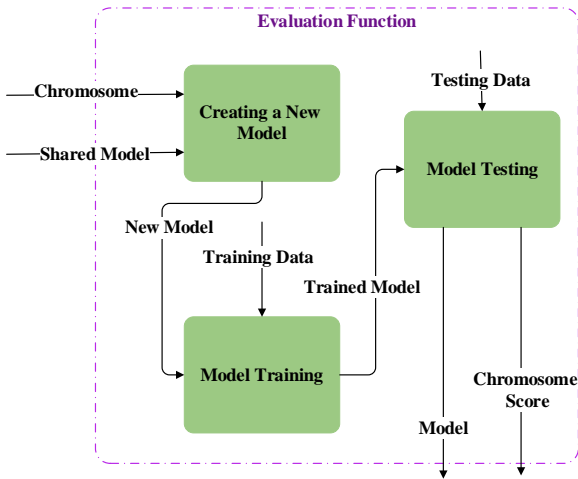 Evaluation Function
Chromosome
Shared Model
Creating a New
Model
Testing Data
Model Testing
New Model
Training Data
Trained Model
Model Training
Chromosome
Score
Model